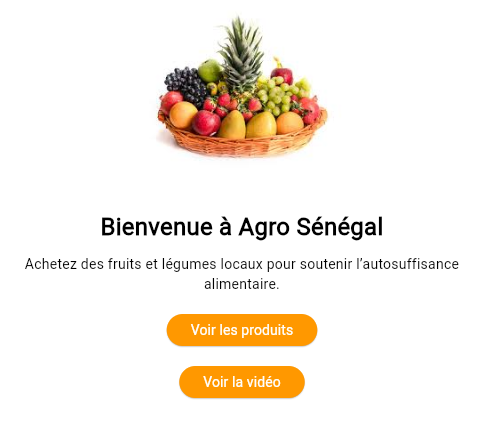 Bienvenue à Agro Sénégal
Achetez des fruits et légumes locaux pour soutenir l’autosuffisance
alimentaire.
Voir les produits
Voir la vidéo